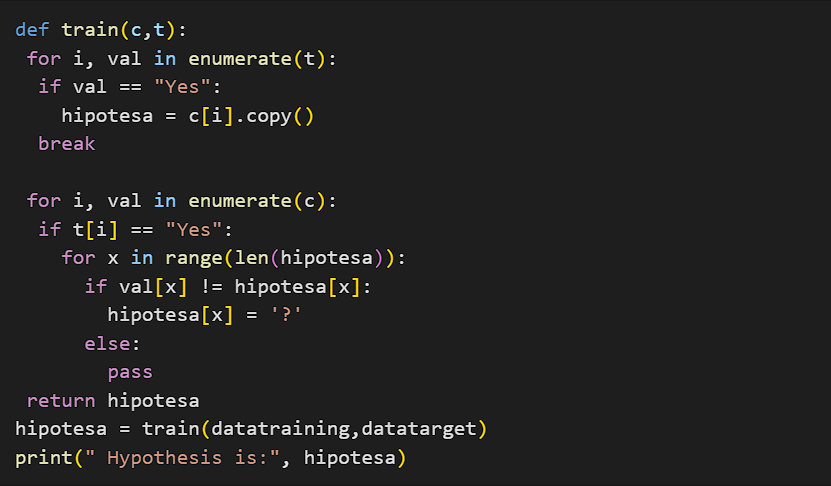 def train(c,t):
 for i, val in enumerate(t):
  if val == "Yes":
    hipotesa = c[i].copy()
  break

 for i, val in enumerate(c):
  if t[i] == "Yes":
    for x in range(len(hipotesa)):
      if val[x] != hipotesa[x]:
        hipotesa[x] = '?'
      else:
        pass
 return hipotesa
hipotesa = train(datatraining,datatarget)
print(" Hypothesis is:", hipotesa)